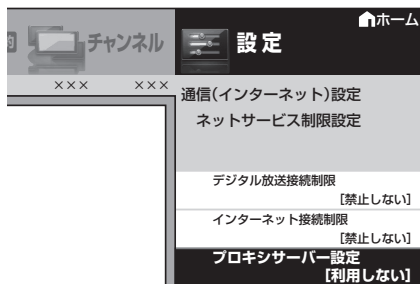 ホーム
チャンネル
設定
×××
×××
通信(インターネット)設定
ネットサービス制限設定
デジタル放送接続制限
[禁止しない]
インターネット接続制限
[禁止しない]
プロキシサーバー設定
[利用しない]